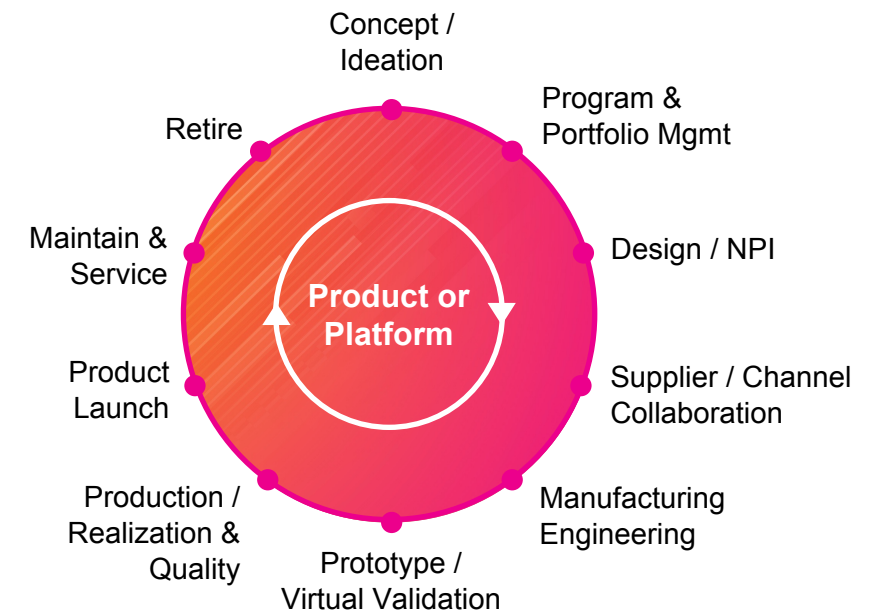 Concept /
Ideation
Program &
Portfolio Mgmt
Design / NPI
Supplier / Channel
Collaboration
Manufacturing
Engineering
Prototype /
Virtual Validation
Production /
Realization &
Quality
Product
Launch
Maintain &
Service
Retire
Product or
Platform